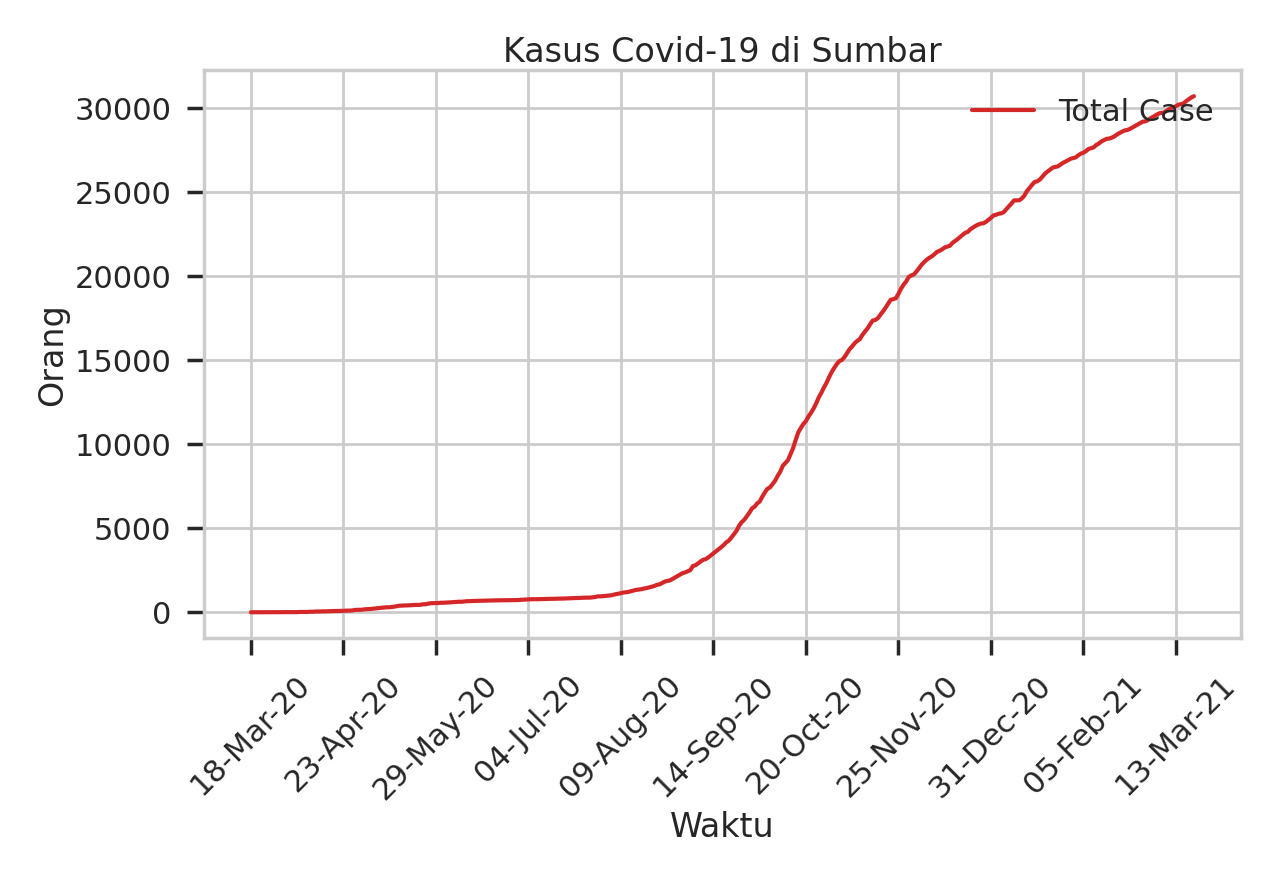 Kasus Covid-19 di Sumbar
Total Case
30000
25000
20000
15000
10000
5000
0
Orang
18-Mar-20
23-Apr-20
29-May-20
04-Jul-20
09-Aug-20
14-Sep-20
20-Oct-20
25-Nov-20
31-Dec-20
05-Feb-21
13-Mar-21
Waktu